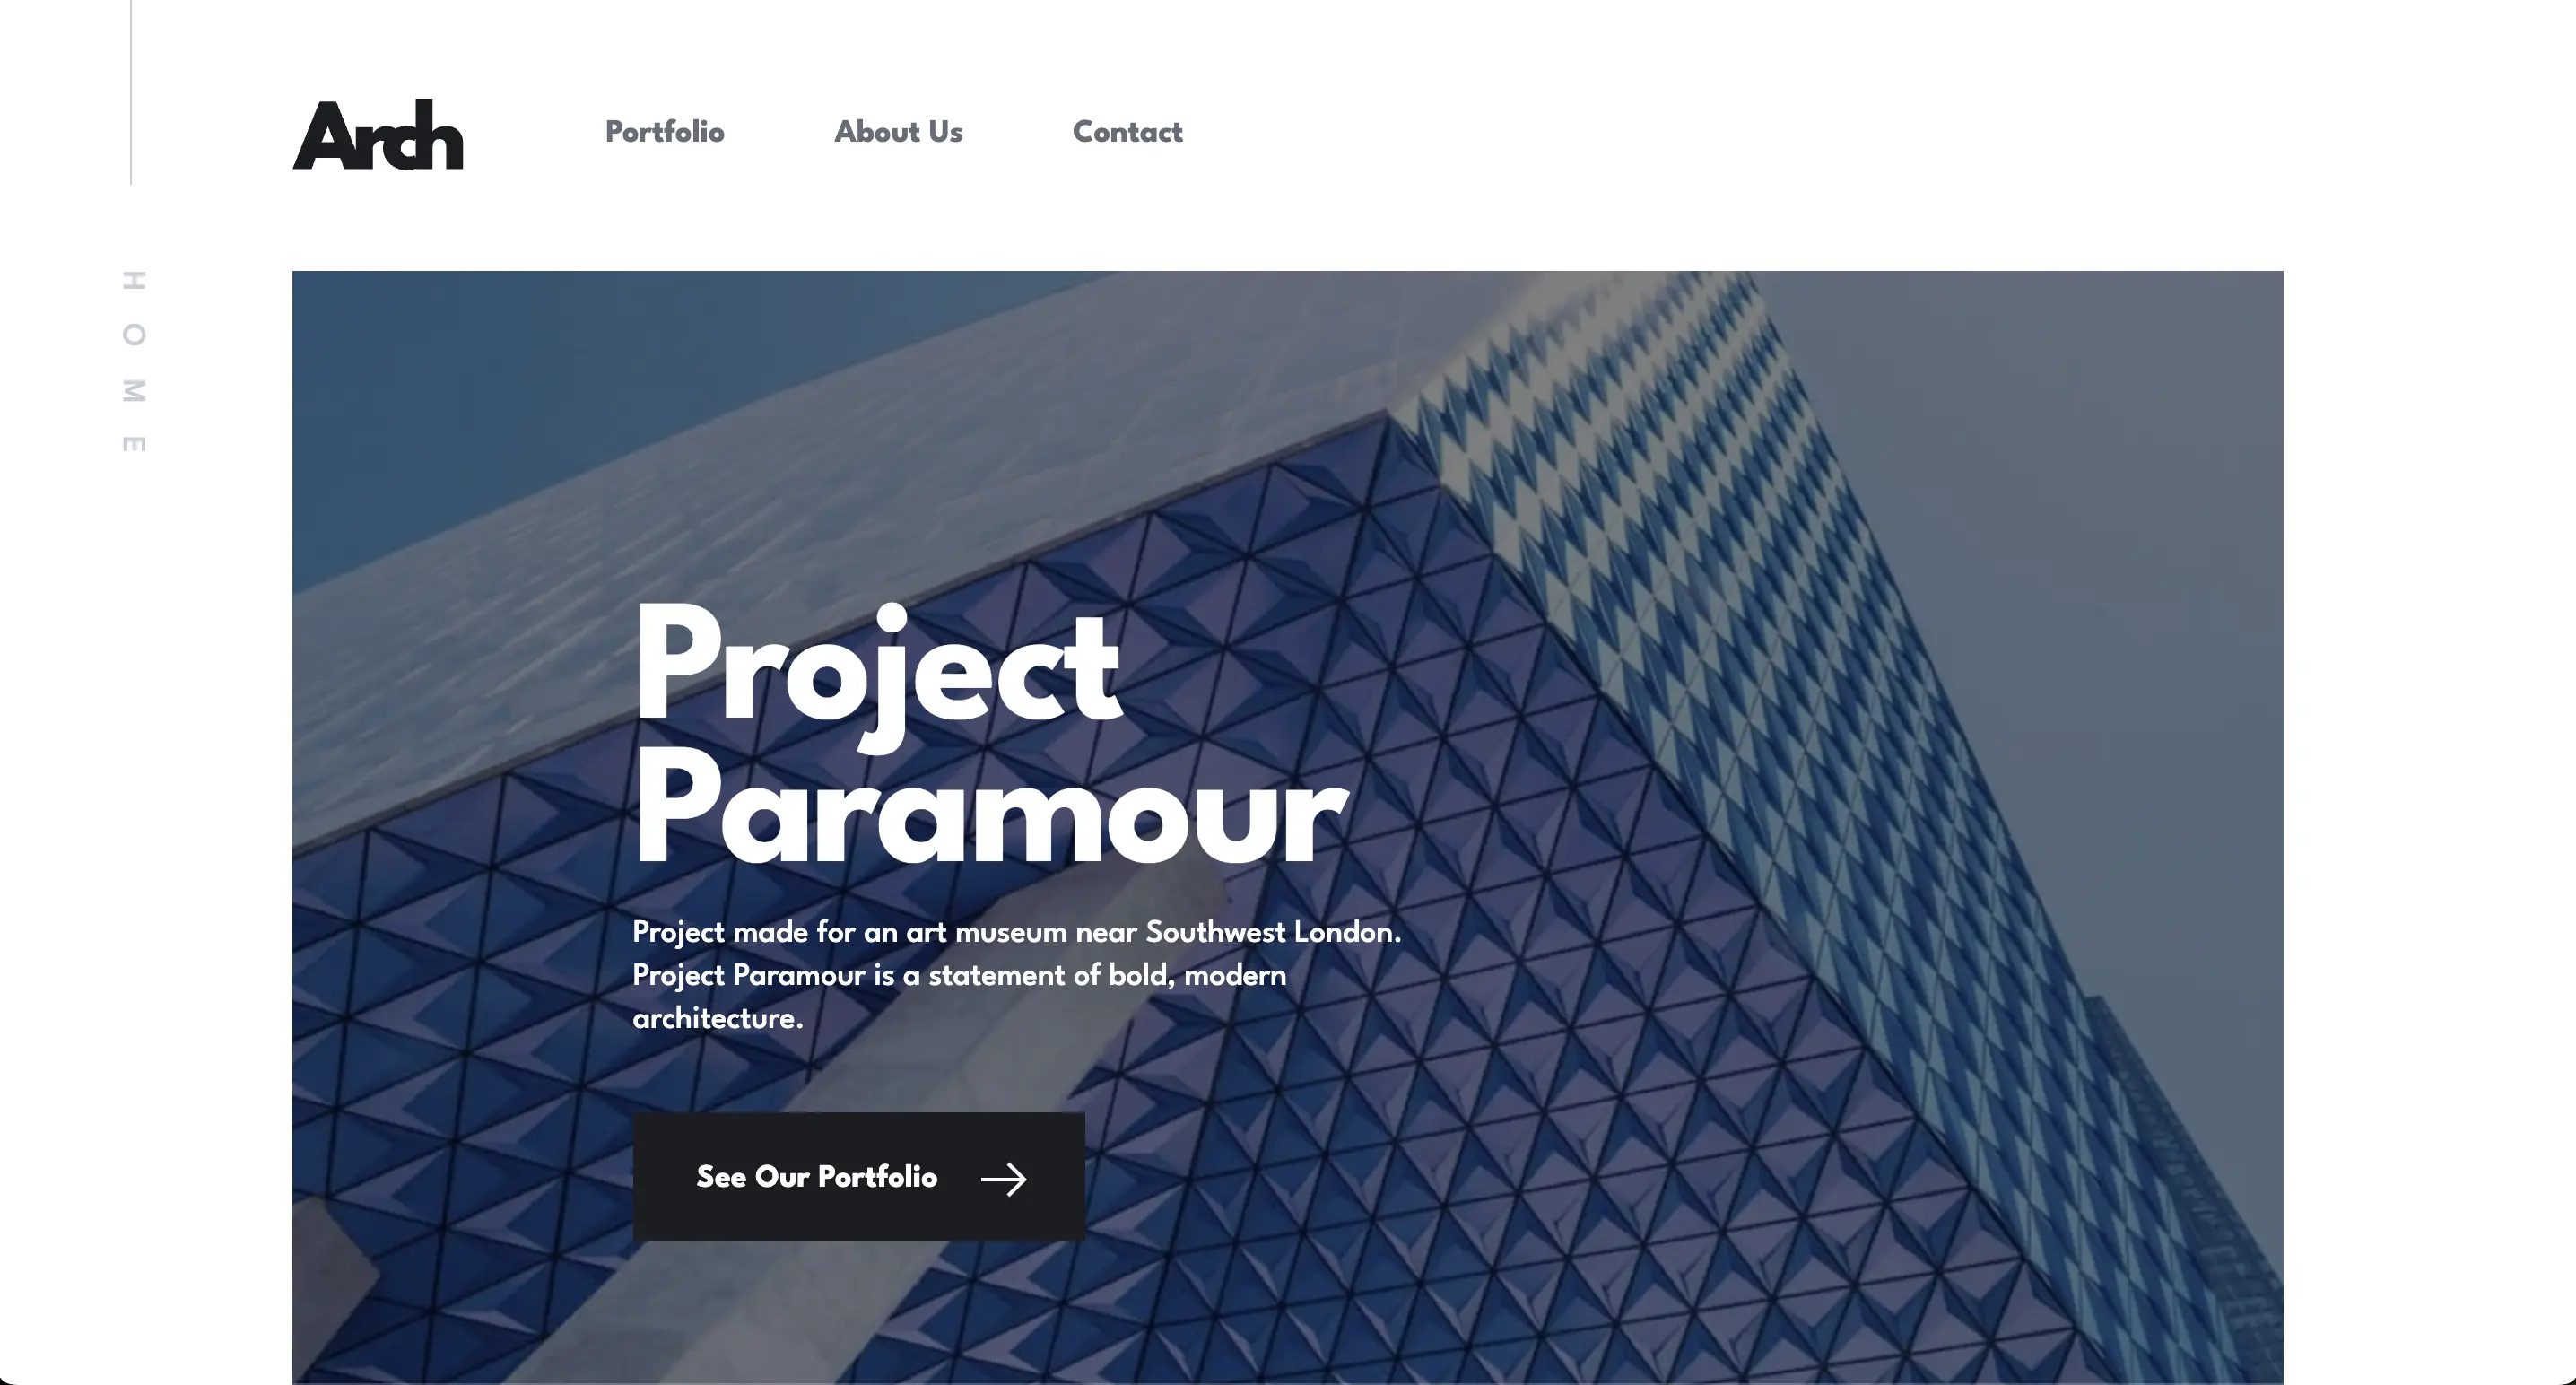 Arch
Portfolio
About Us
Contact
HOME
Project
Paramour
Project made for an art museum near Southwest London.
Project Paramour is a statement of bold, modern
architecture.
See Our Portfolio